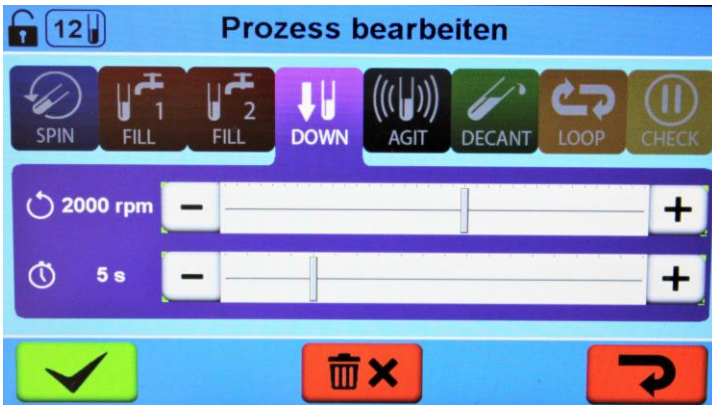 12
Prozess bearbeiten
SPIN
1
FILL
2
FILL
DOWN
AGIT
DECANT
LOOP
CHECK
2000 rpm
5 s